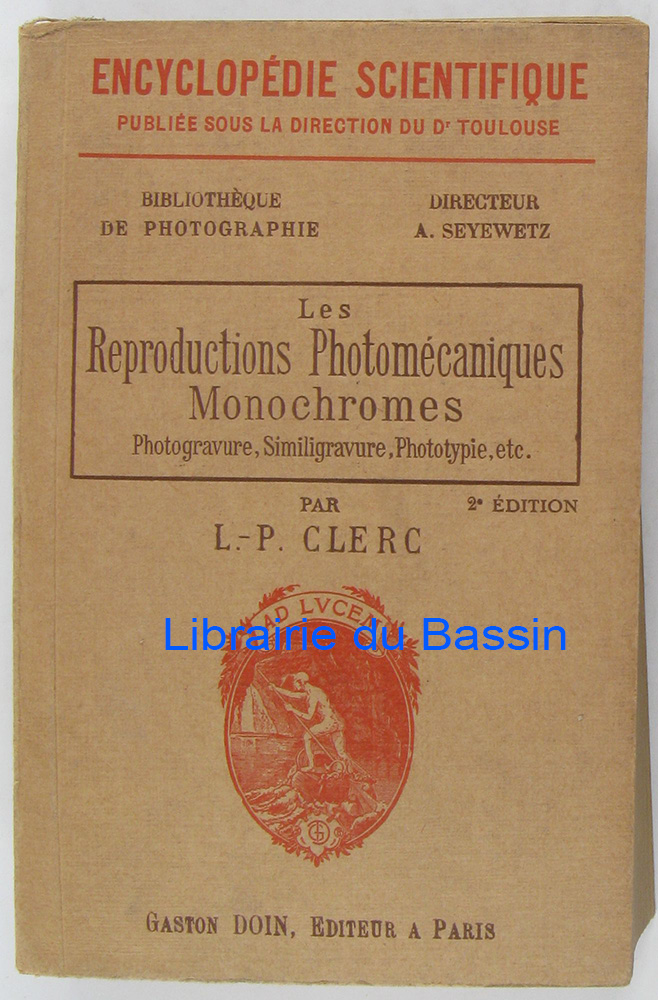 ENCYCLOPÉDIE SCIENTIFIQUE
PUBLIÉE SOUS LA DIRECTION DU Dr TOULOUSE
BIBLIOTHÈQUE
DE PHOTOGRAPHIE
DIRECTEUR
A. SEYEWETZ
Les
Reproductions Photomécaniques
Monochromes
Photogravure, Similigravure, Phototypie, etc.
PAR
2e ÉDITION
L.-P. CLERC
AD LVCEM
Librairie du Bassin
GASTON DOIN, EDITEUR A PARIS